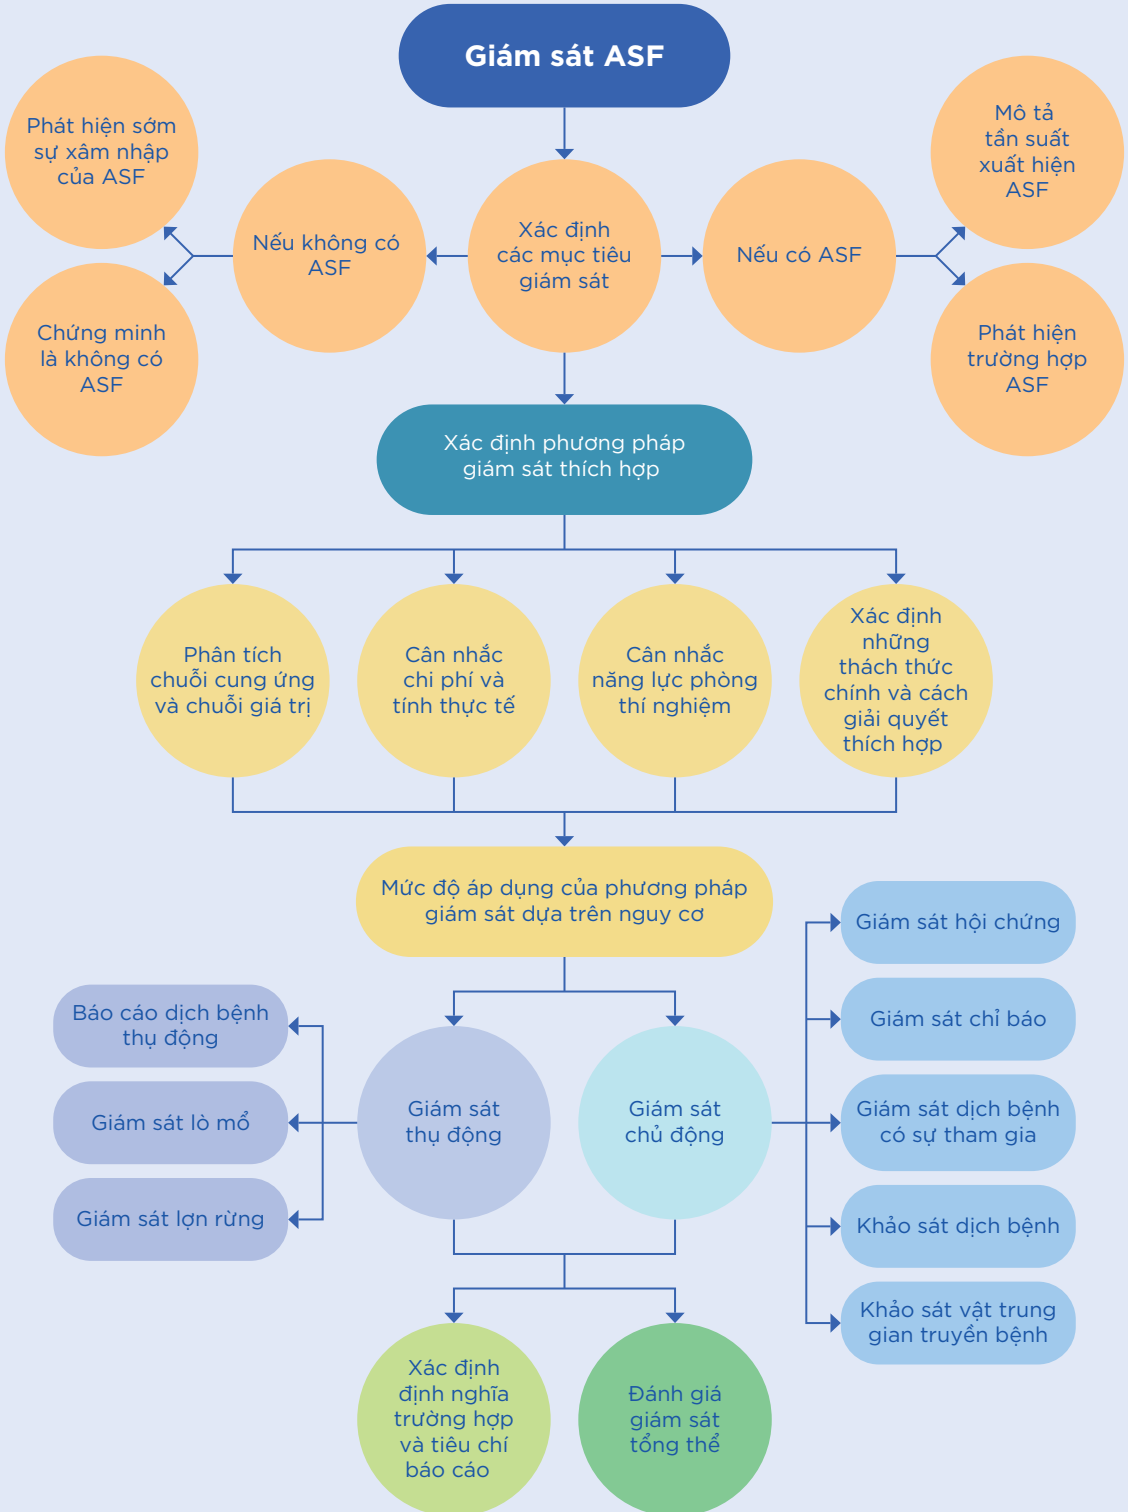 Giám sát ASF
Phát hiện sớm
sự xâm nhập
của ASF
Chứng minh
là không có
ASF
Nếu không có
ASF
Xác định
các mục tiêu
giám sát
Nếu có ASF
Mô tả
tần suất
xuất hiện
ASF
Phát hiện
trường hợp
ASF
Xác định phương pháp
giám sát thích hợp
Phân tích
chuỗi cung ứng
và chuỗi giá trị
Cân nhắc
chi phí và
tính thực tế
Cân nhắc
năng lực phòng
thí nghiệm
Xác định
những
thách thức
chính và cách
giải quyết
thích hợp
Mức độ áp dụng của phương pháp
giám sát dựa trên nguy cơ
Báo cáo dịch bệnh
thụ động
Giám sát lò mổ
Giám sát lợn rừng
Giám sát
thụ động
Giám sát
chủ động
Giám sát hội chứng
Giám sát chỉ báo
Giám sát dịch bệnh
có sự tham gia
Khảo sát dịch bệnh
Khảo sát vật trung
gian truyền bệnh
Xác định
định nghĩa
trường hợp
và tiêu chí
báo cáo
Đánh giá
giám sát
tổng thể